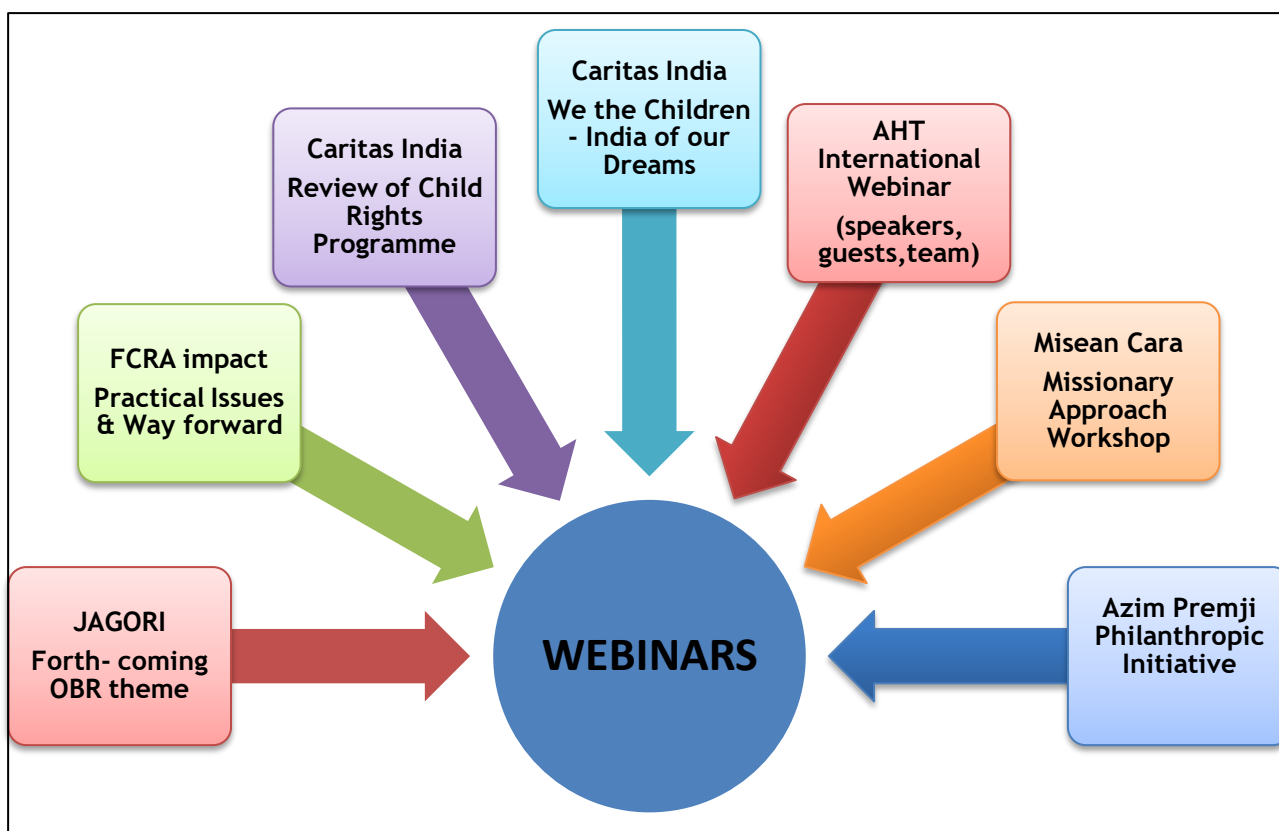 JAGORI
Forth- coming
OBR theme
FCRA impact
Practical Issues
& Way forward
Caritas India
Review of Child
Rights
Programme
Caritas India
We the Children
- India of our
Dreams
AHT
International
Webinar
(speakers,
guests,team)
Misean Cara
Missionary
Approach
Workshop
Azim Premji
Philanthropic
Initiative
WEBINARS